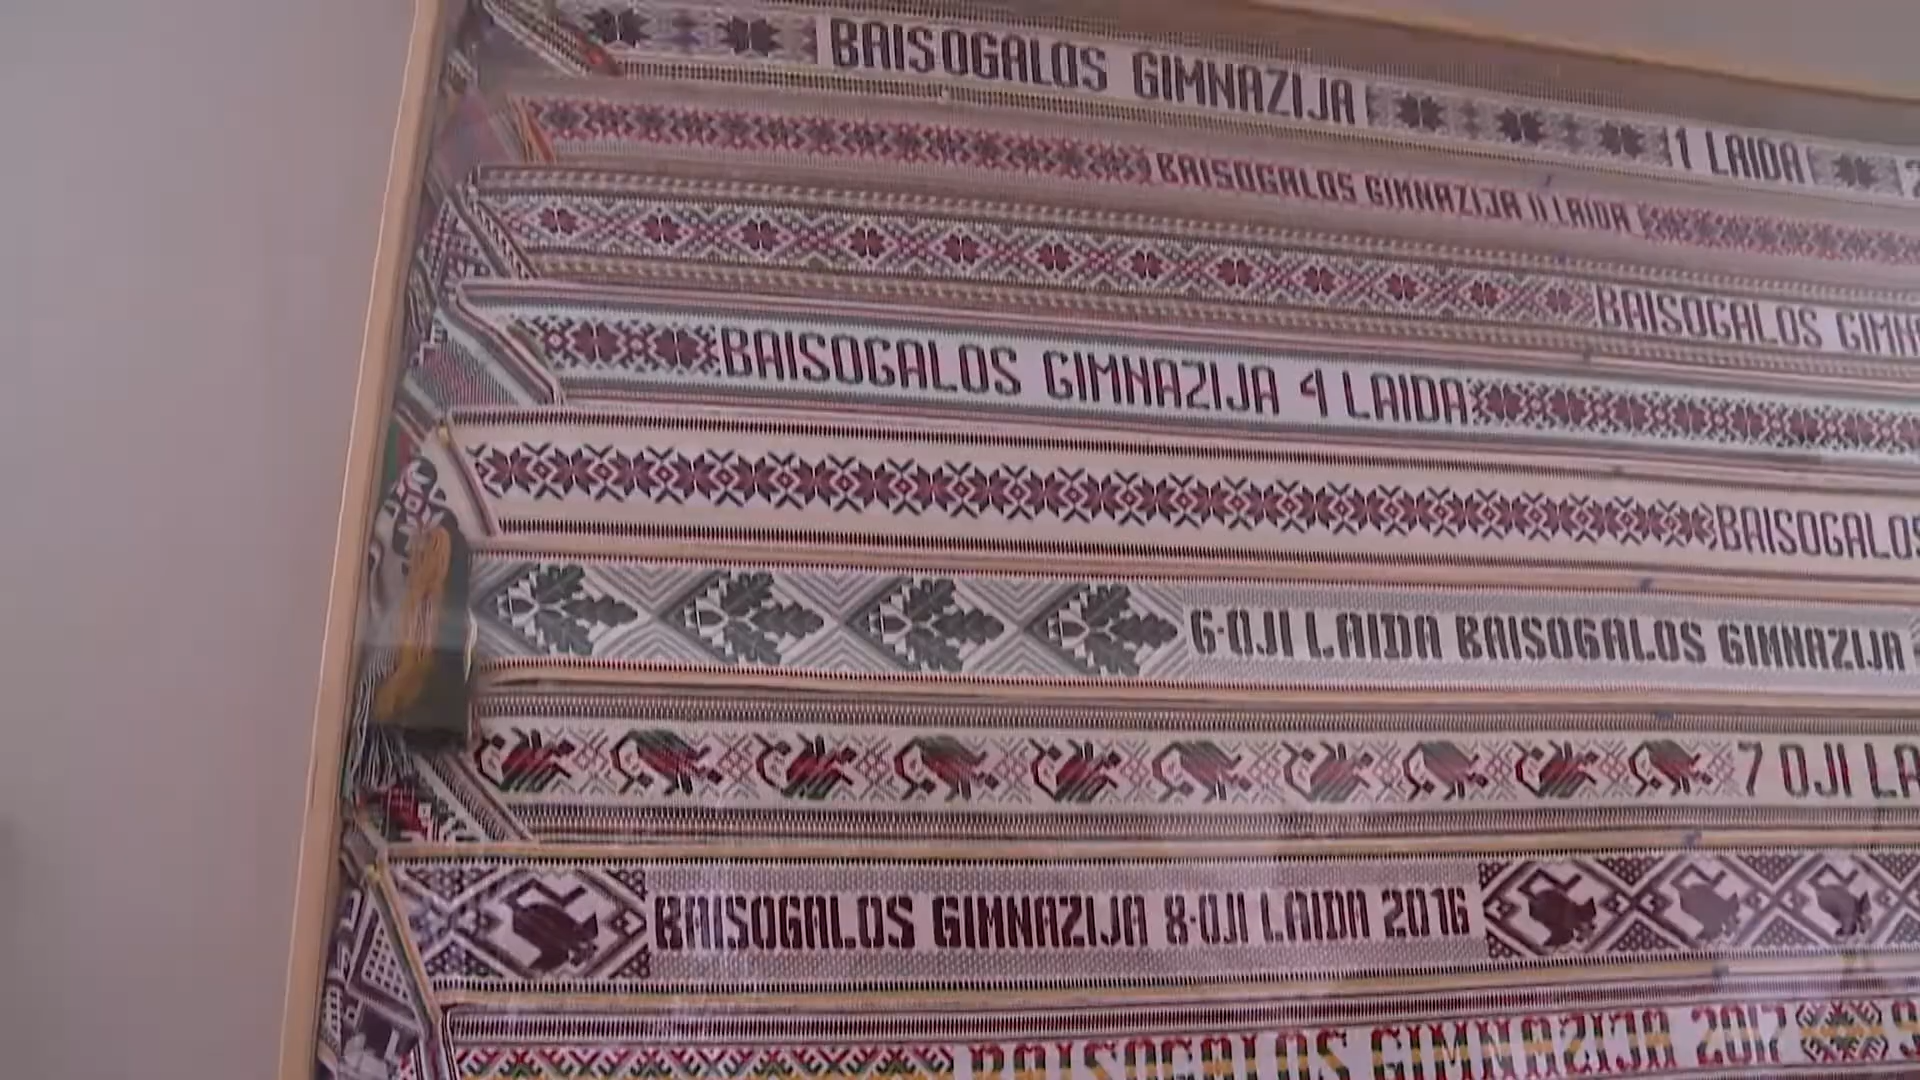 BAISOGALOS GIMNAZIJA 1 LAIDA
BAISOGALOS GIMNAZIJA II LAIDA
BAISOGALOS
BAISOGALOS GIMNAZIJA 4 LAIDA
BAISOGALOS
6-OJI LAIDA BAISOGALOS GIMNAZIJA
7 OJI
BAISOGALOS GIMNAZIJA 8-OJI LAIDA 2016
BAISOGALOS GIMNAZIJA 2017 9